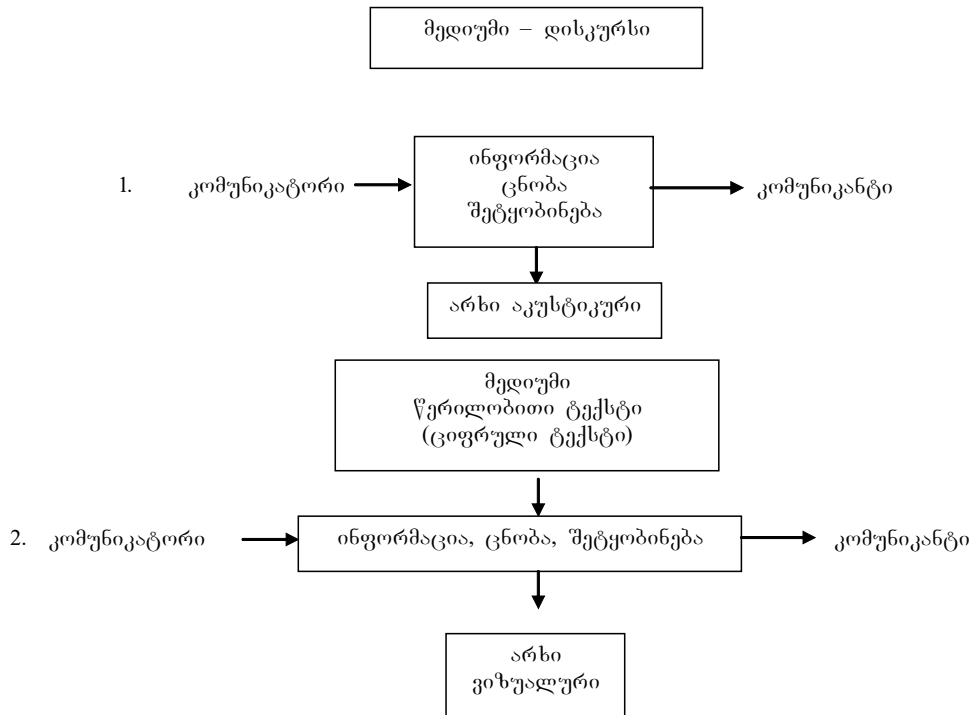 მედიუმი – დისკურსი
ინფორმაცია
1. კომუნიკატორი ცნობა კომუნიკანტი
შეტყობინება
არხი აკუსტიკური
მედიუმი
წერილობითი ტექსტი
(ციფრული ტექსტი)
2. კომუნიკატორი ინფორმაცია, ცნობა, შეტყობინება კომუნიკანტი
არხი
ვიზუალური